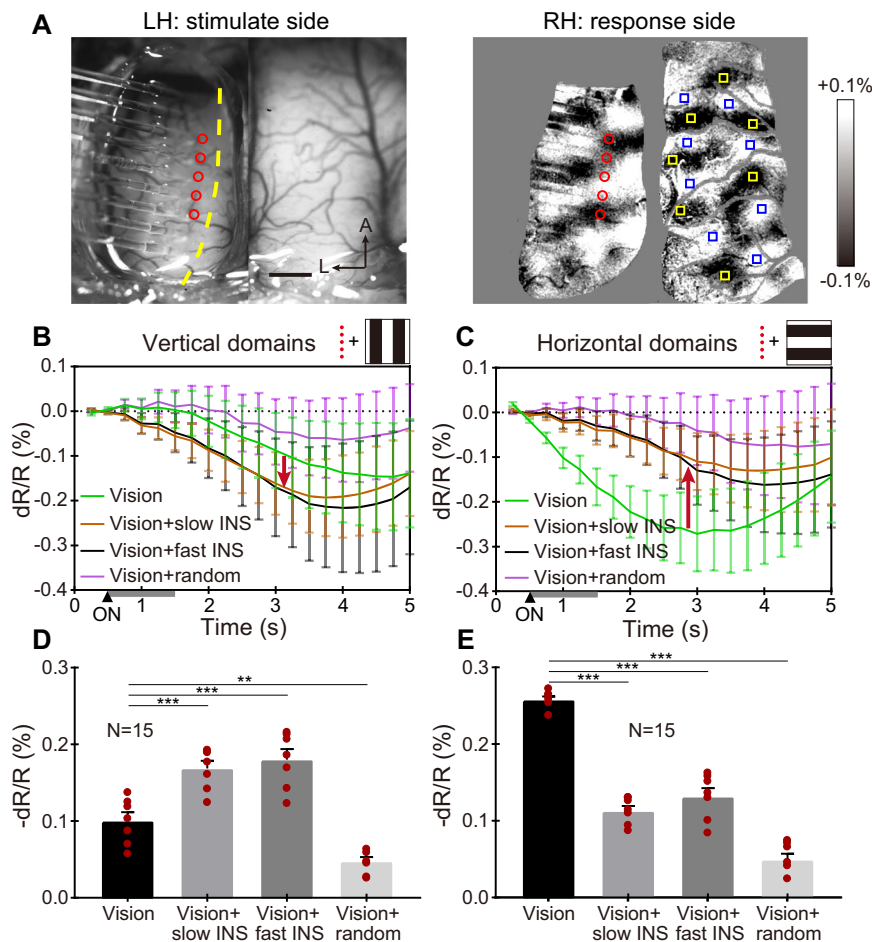 A
LH: stimulate side
RH: response side
A
L
+0.1%
-0.1%
B
Vertical domains
+
dR/R (%)
0.1
0.0
-0.1
-0.2
-0.3
-0.4
Vision
Vision+slow INS
Vision+fast INS
Vision+random
0 1 2 3 4 5
ON
Time (s)
C
Horizontal domains
+
dR/R (%)
0.1
0.0
-0.1
-0.2
-0.3
-0.4
Vision
Vision+slow INS
Vision+fast INS
Vision+random
0 1 2 3 4 5
ON
Time (s)
D
-dR/R (%)
0.3
0.2
0.1
0.0
**
***
***
N=15
Vision
Vision+
slow INS
Vision+
fast INS
Vision+
random
E
-dR/R (%)
0.3
0.2
0.1
0.0
***
***
***
N=15
Vision
Vision+
slow INS
Vision+
fast INS
Vision+
random